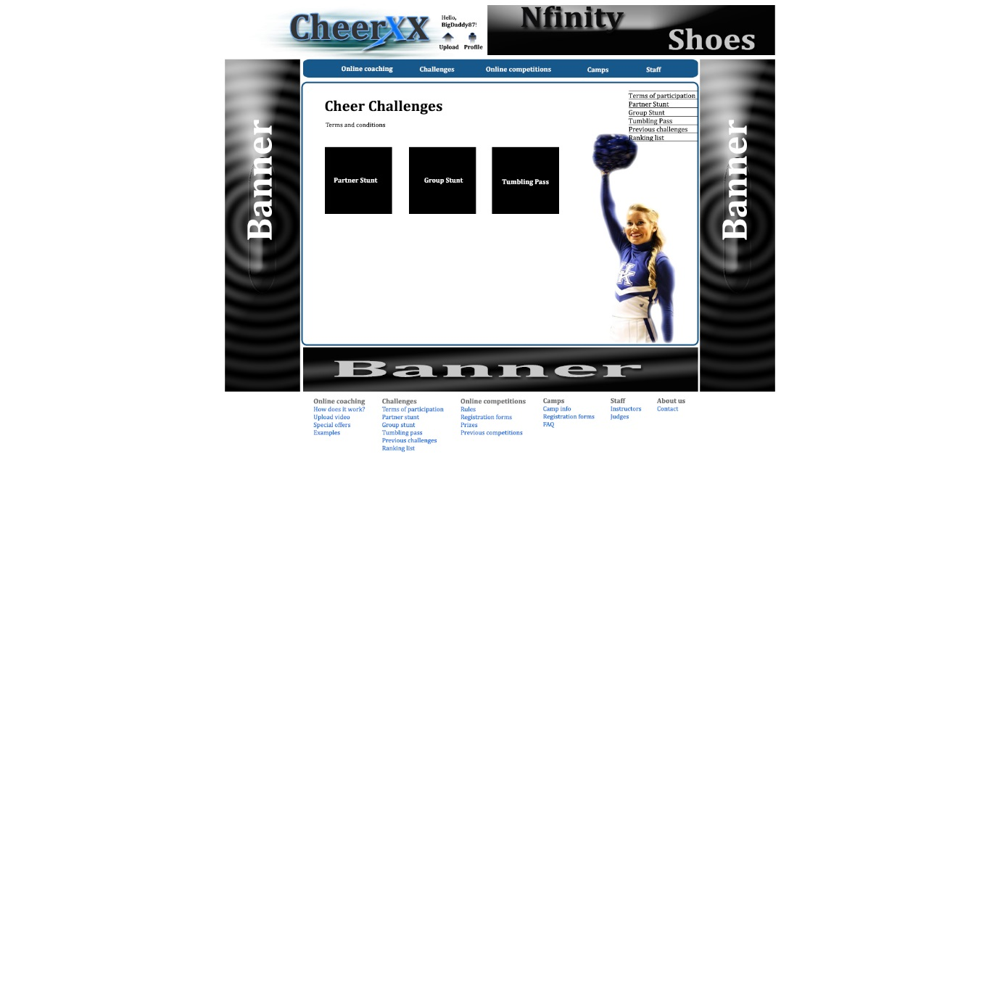 CheerXX
Hello,
BigDaddy87!
Upload
Profile
Nfinity
Shoes
Online coaching
Challenges
Online competitions
Camps
Staff
Banner
Cheer Challenges
Terms and conditions
Partner Stunt
Group Stunt
Tumbling Pass
Terms of participation
Partner Stunt
Group Stunt
Tumbling Pass
Previous challenges
Ranking list
UK
Banner
Banner
Online coaching
How does it work?
Upload video
Special offers
Examples
Challenges
Terms of participation
Partner stunt
Group stunt
Tumbling pass
Previous challenges
Ranking list
Online competitions
Rules
Registration forms
Prizes
Previous competitions
Camps
Camp info
Registration forms
FAQ
Staff
Instructors
Judges
About us
Contact